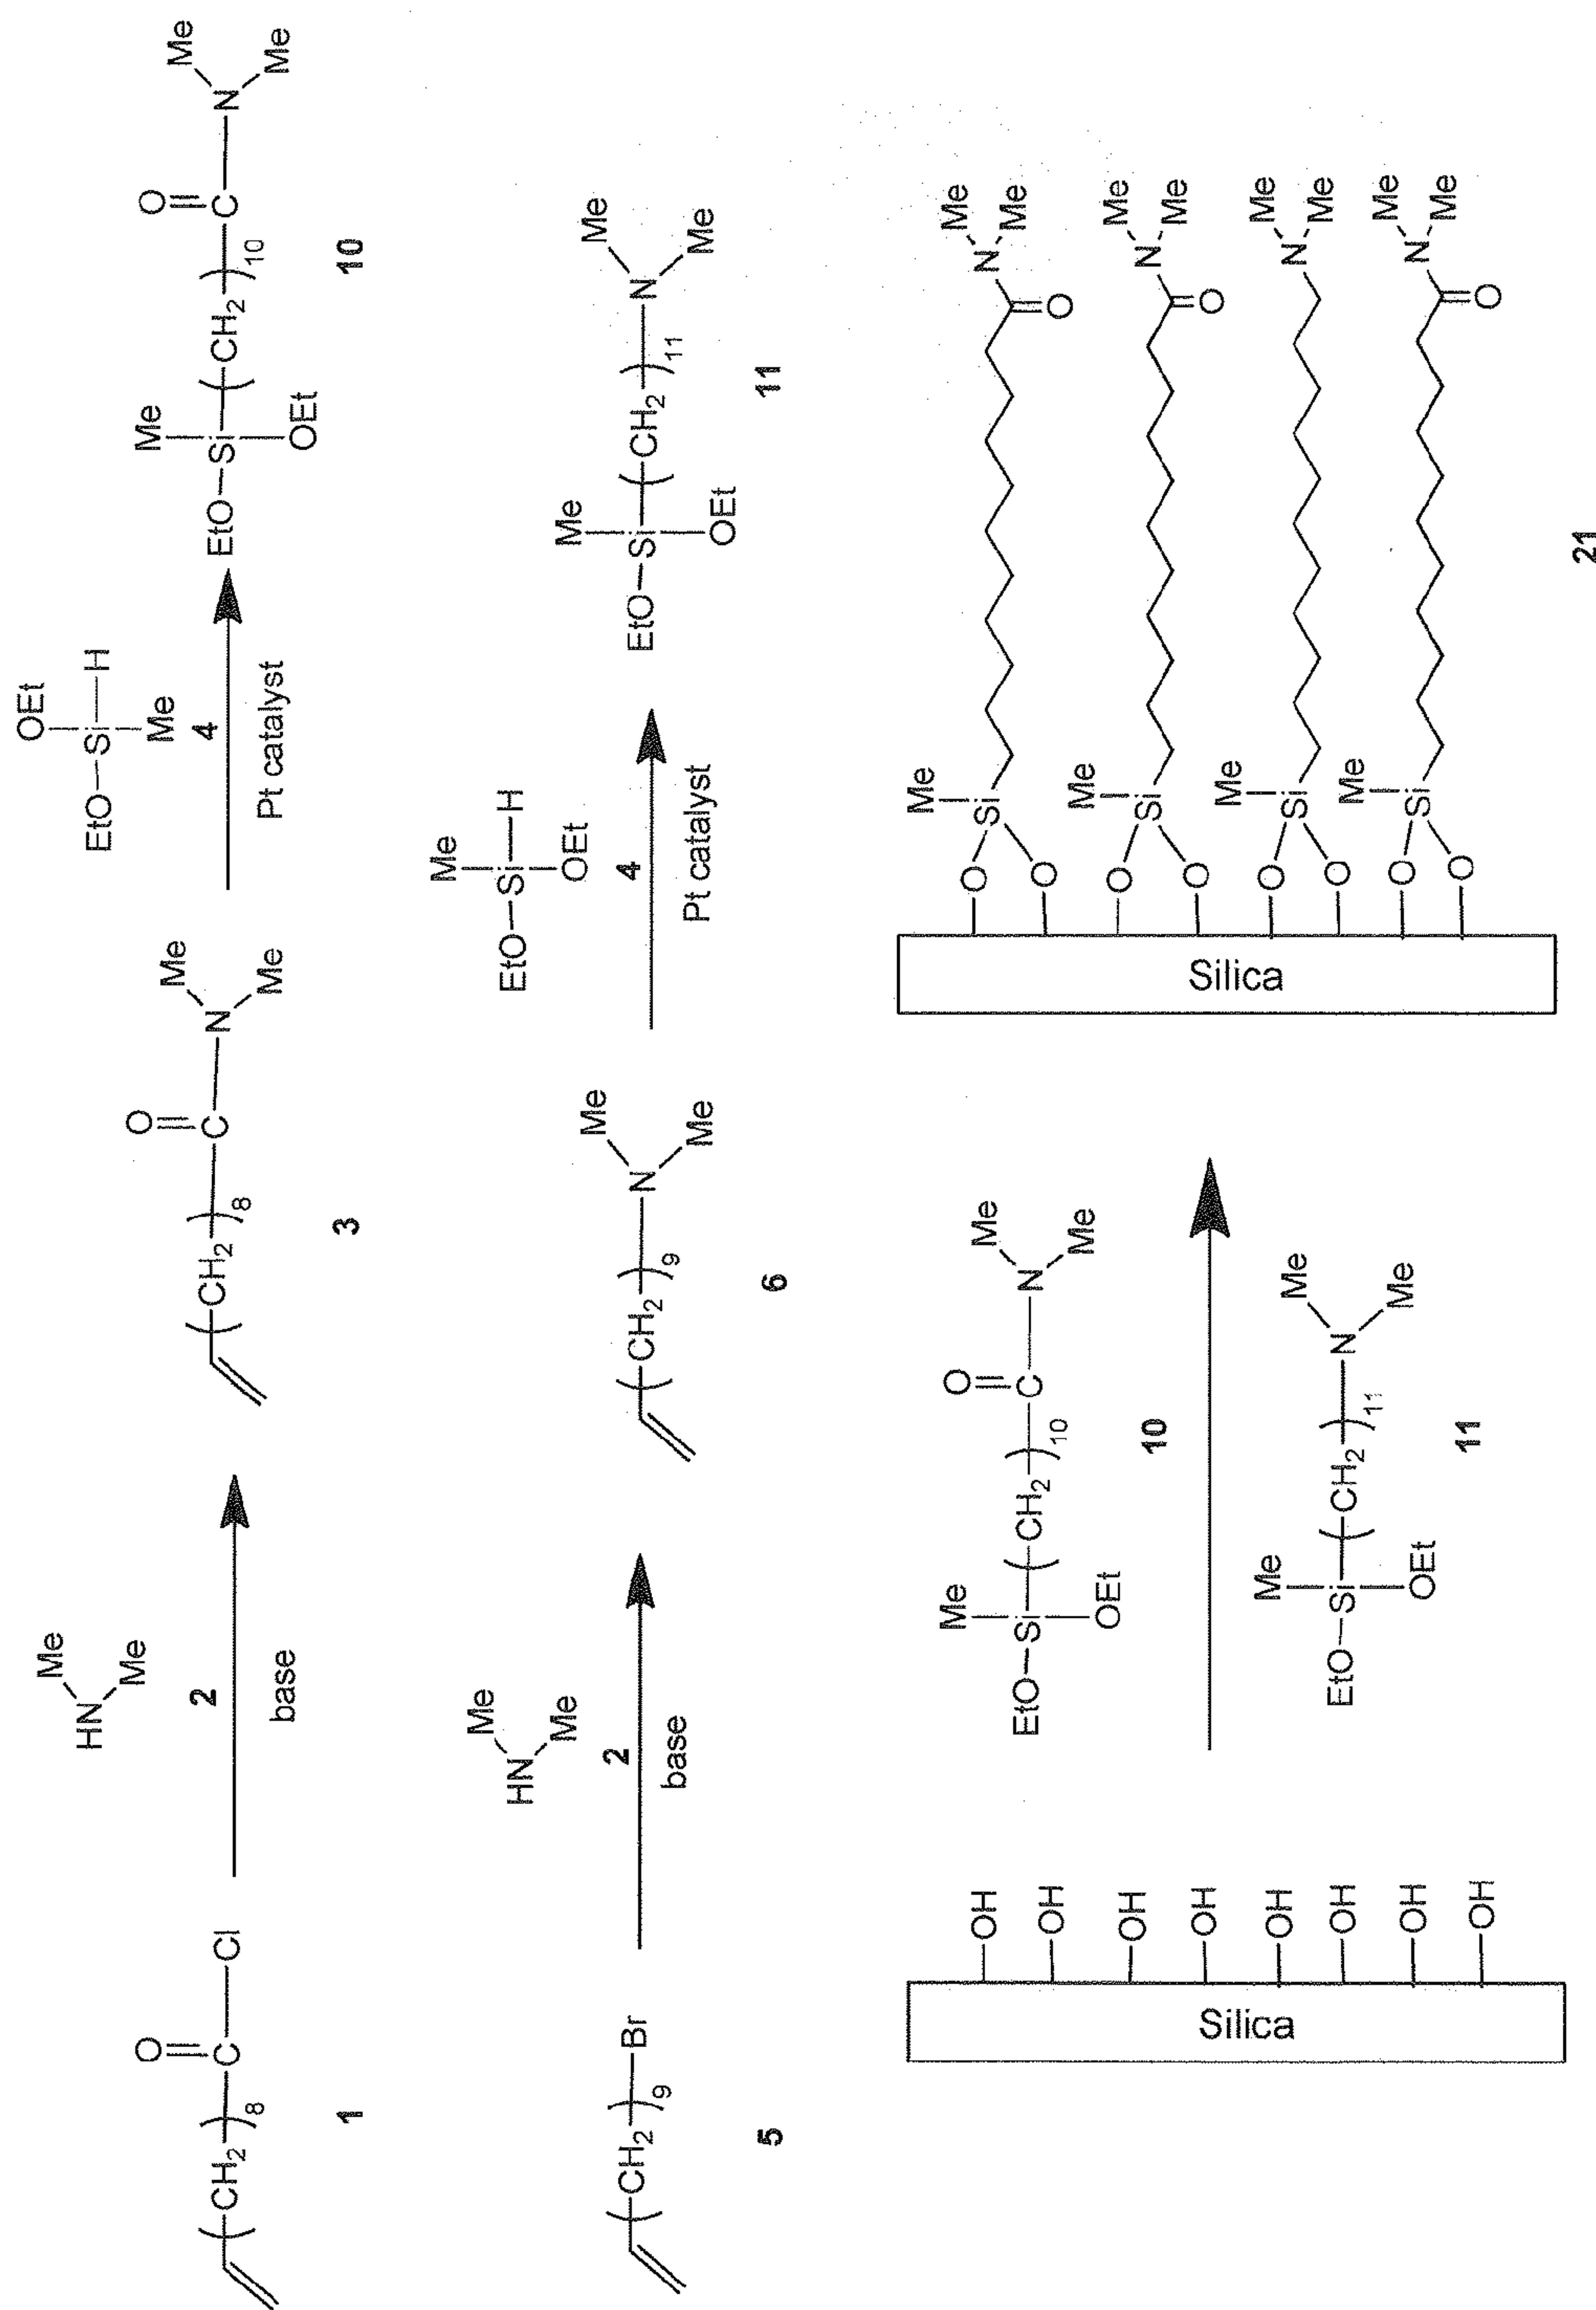 O
(CH2)8 C Cl
1
HN Me
Me
2
base
O
(CH2)8 C N Me
Me
3
OEt
EtO Si H
Me
4
Pt catalyst
Me O
EtO Si (CH2)10 C N Me
OEt Me
10
(CH2)9 Br
5
HN Me
Me
2
base
(CH2)9 N Me
Me
6
Me
EtO Si H
OEt
4
Pt catalyst
Me
EtO Si (CH2)11 N Me
OEt Me
11
Silica
OH
OH
OH
OH
OH
OH
OH
OH
Me O
EtO Si (CH2)10 C N Me
OEt Me
10
Me
EtO Si (CH2)11 N Me
OEt Me
11
Silica
O Me
Si N Me
O O Me
O Me
Si N Me
O O Me
O Me
Si N Me
O Me
O Me
Si N Me
O O Me
21